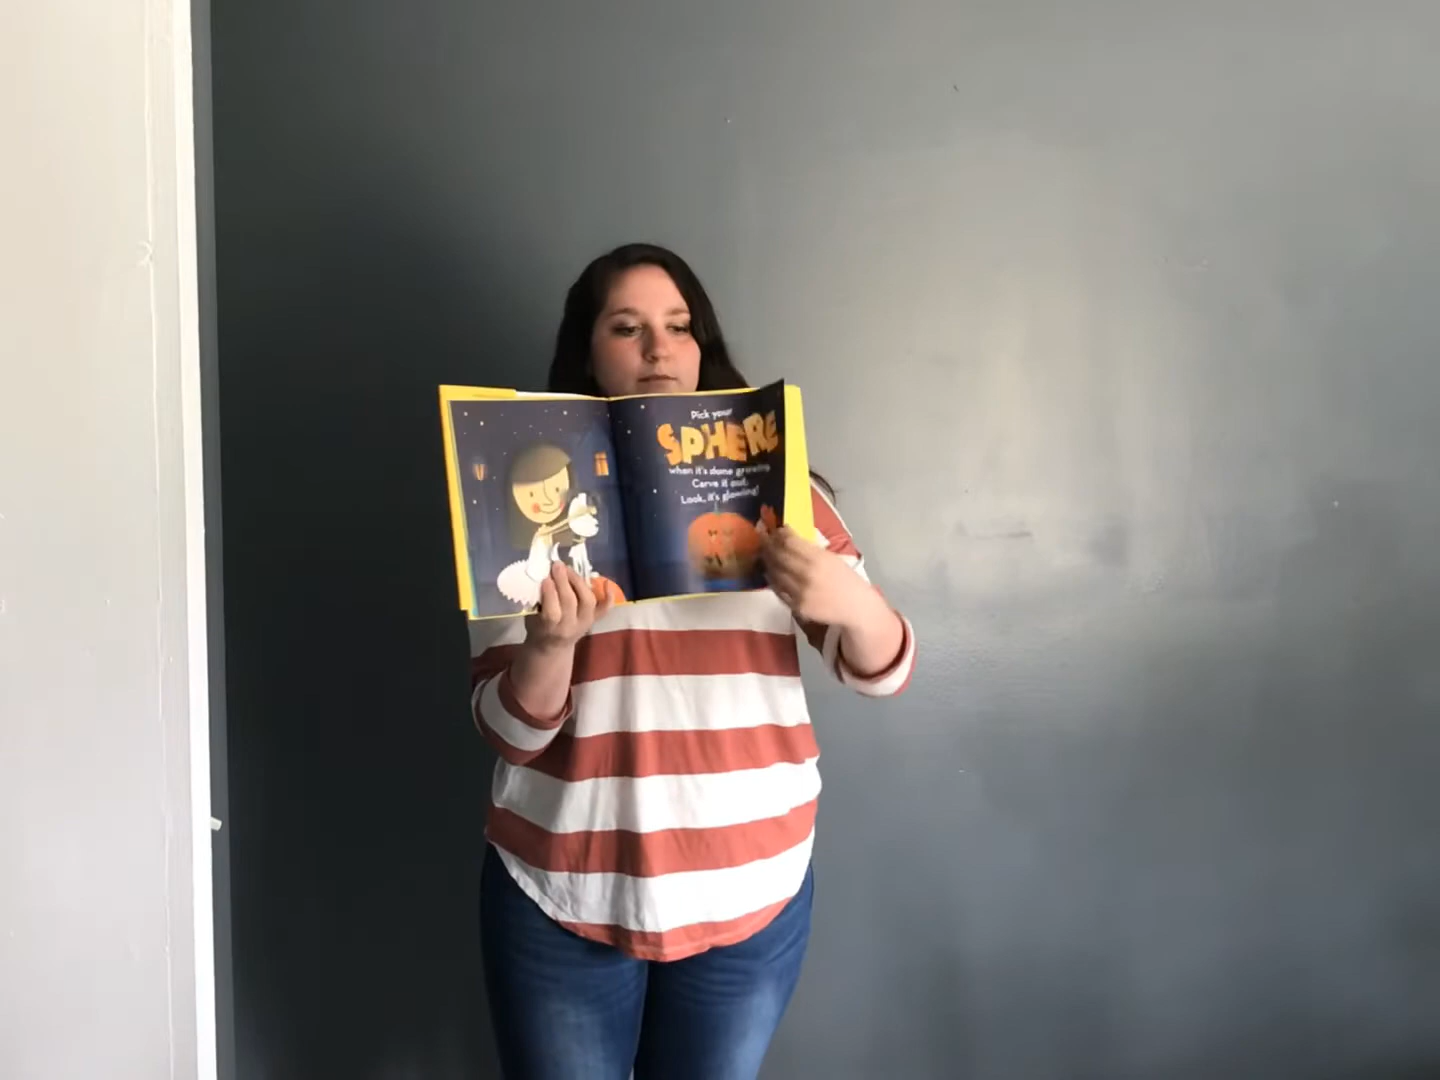 Pick your
SPHERE
when it's done growing.
Carve it out.
Look, it's glowing!